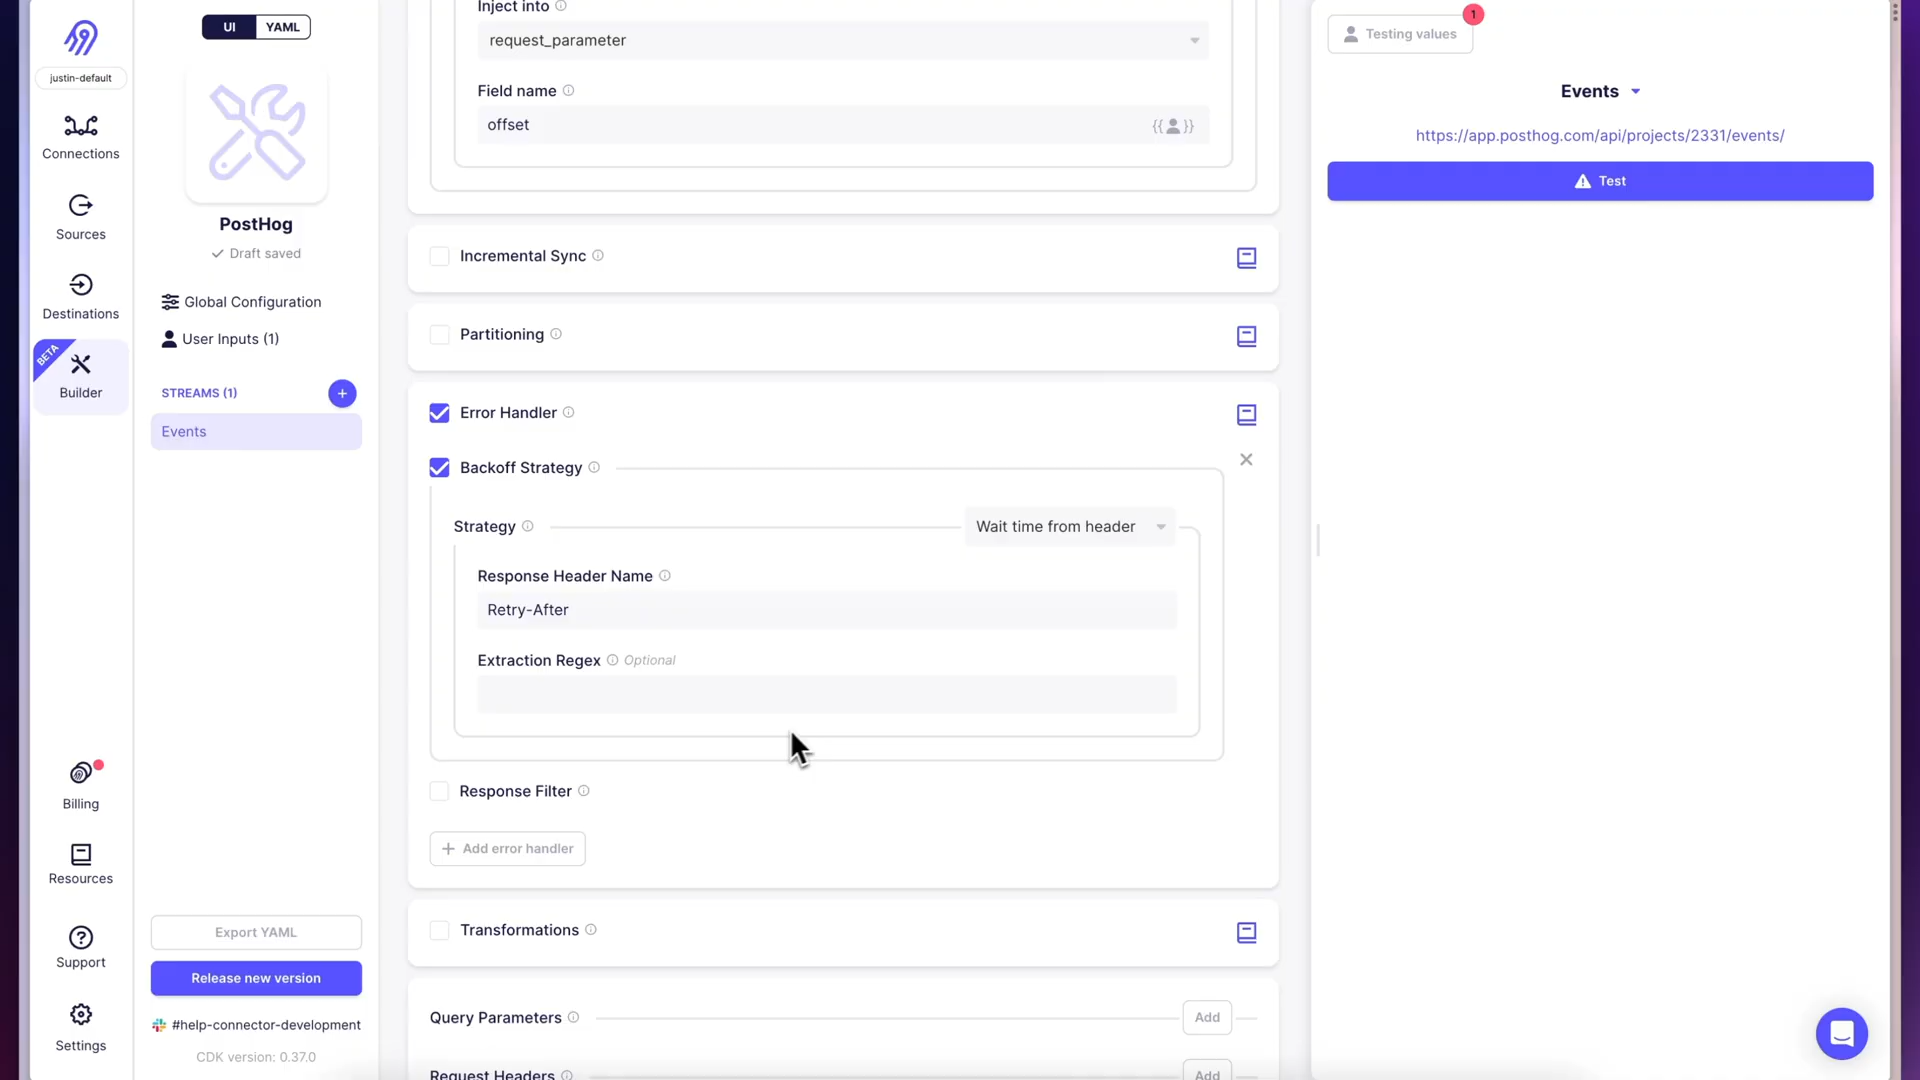 justin-default
Connections
Sources
Destinations
BETA
Builder
Billing
Resources
Support
Settings
UI YAML
PostHog
Draft saved
Global Configuration
User Inputs (1)
STREAMS (1)
+
Events
Export YAML
Release new version
#help-connector-development
CDK version: 0.37.0
Inject into
request_parameter
Field name
offset
{{ }}
Incremental Sync
Partitioning
Error Handler
Backoff Strategy
Strategy
Wait time from header
Response Header Name
Retry-After
Extraction Regex Optional
Response Filter
+ Add error handler
Transformations
Query Parameters
Add
Request Headers
Add
Testing values
1
Events
https://app.posthog.com/api/projects/2331/events/
Test